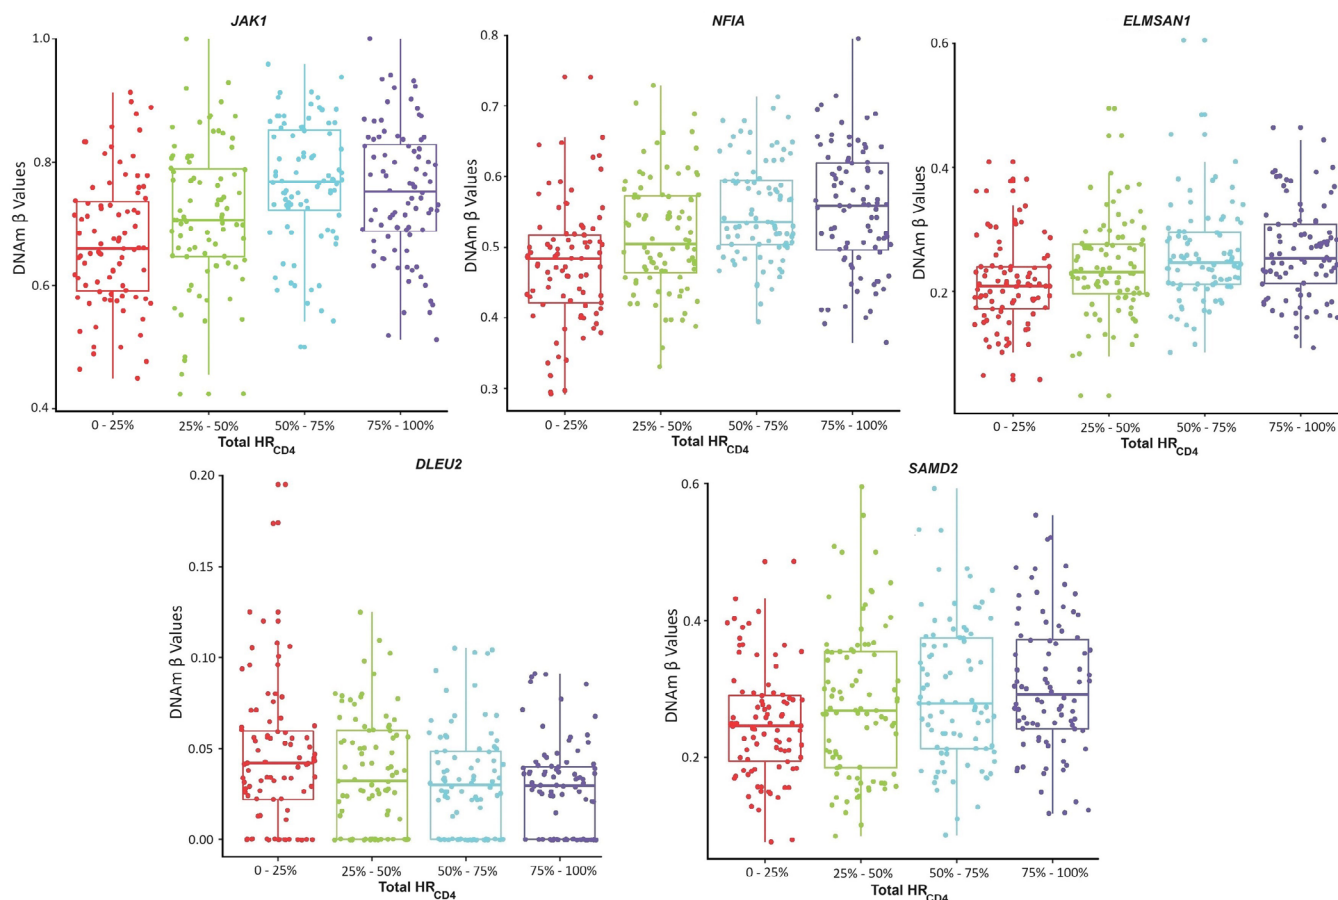 JAK1
1.0
0.8
0.6
0.4
DNAm β Values
0 - 25%
25% - 50%
50% - 75%
75% - 100%
Total HR_CD4
NFIA
0.8
0.7
0.6
0.5
0.4
0.3
DNAm β Values
0 - 25%
25% - 50%
50% - 75%
75% - 100%
Total HR_CD4
ELMSAN1
0.6
0.4
0.2
DNAm β Values
0 - 25%
25% - 50%
50% - 75%
75% - 100%
Total HR_CD4
DLEU2
0.20
0.15
0.10
0.05
0.00
DNAm β Values
0 - 25%
25% - 50%
50% - 75%
75% - 100%
Total HR_CD4
SAMD2
0.6
0.4
0.2
DNAm β Values
0 - 25%
25% - 50%
50% - 75%
75% - 100%
Total HR_CD4